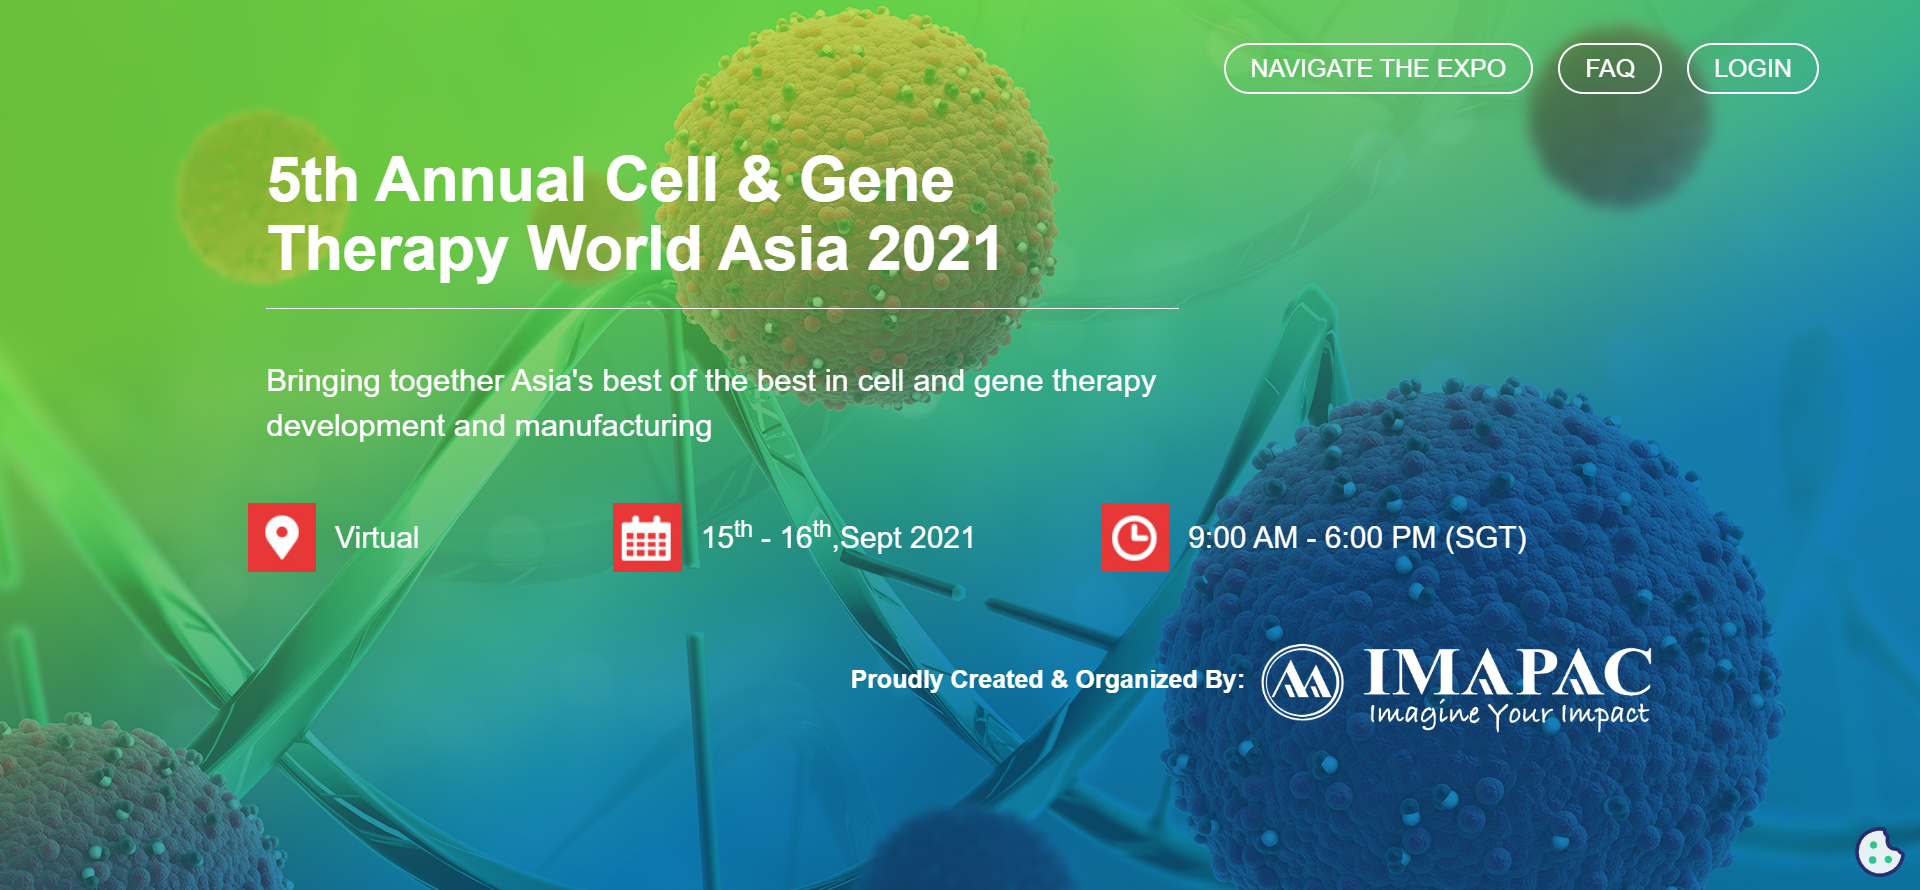 NAVIGATE THE EXPO
FAQ
LOGIN
5th Annual Cell & Gene
Therapy World Asia 2021
Bringing together Asia's best of the best in cell and gene therapy
development and manufacturing
Virtual
15th - 16th,Sept 2021
9:00 AM - 6:00 PM (SGT)
Proudly Created & Organized By:
IMAPAC
Imagine Your Impact